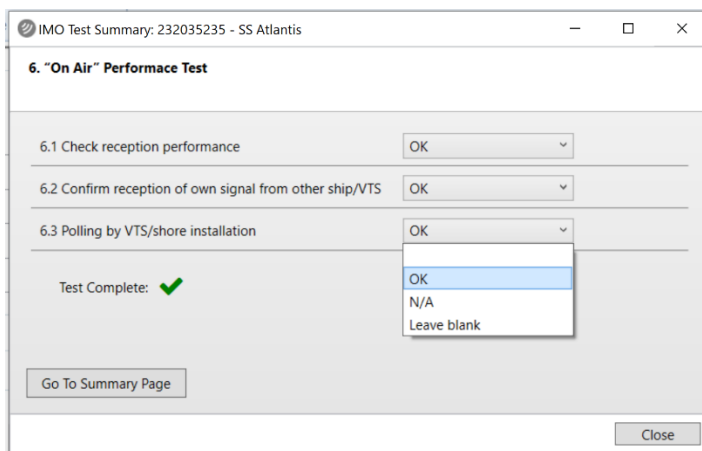 IMO Test Summary: 232035235 - SS Atlantis
6. “On Air” Performace Test
6.1 Check reception performance OK
6.2 Confirm reception of own signal from other ship/VTS OK
6.3 Polling by VTS/shore installation OK
OK
N/A
Leave blank
Test Complete:
Go To Summary Page
Close